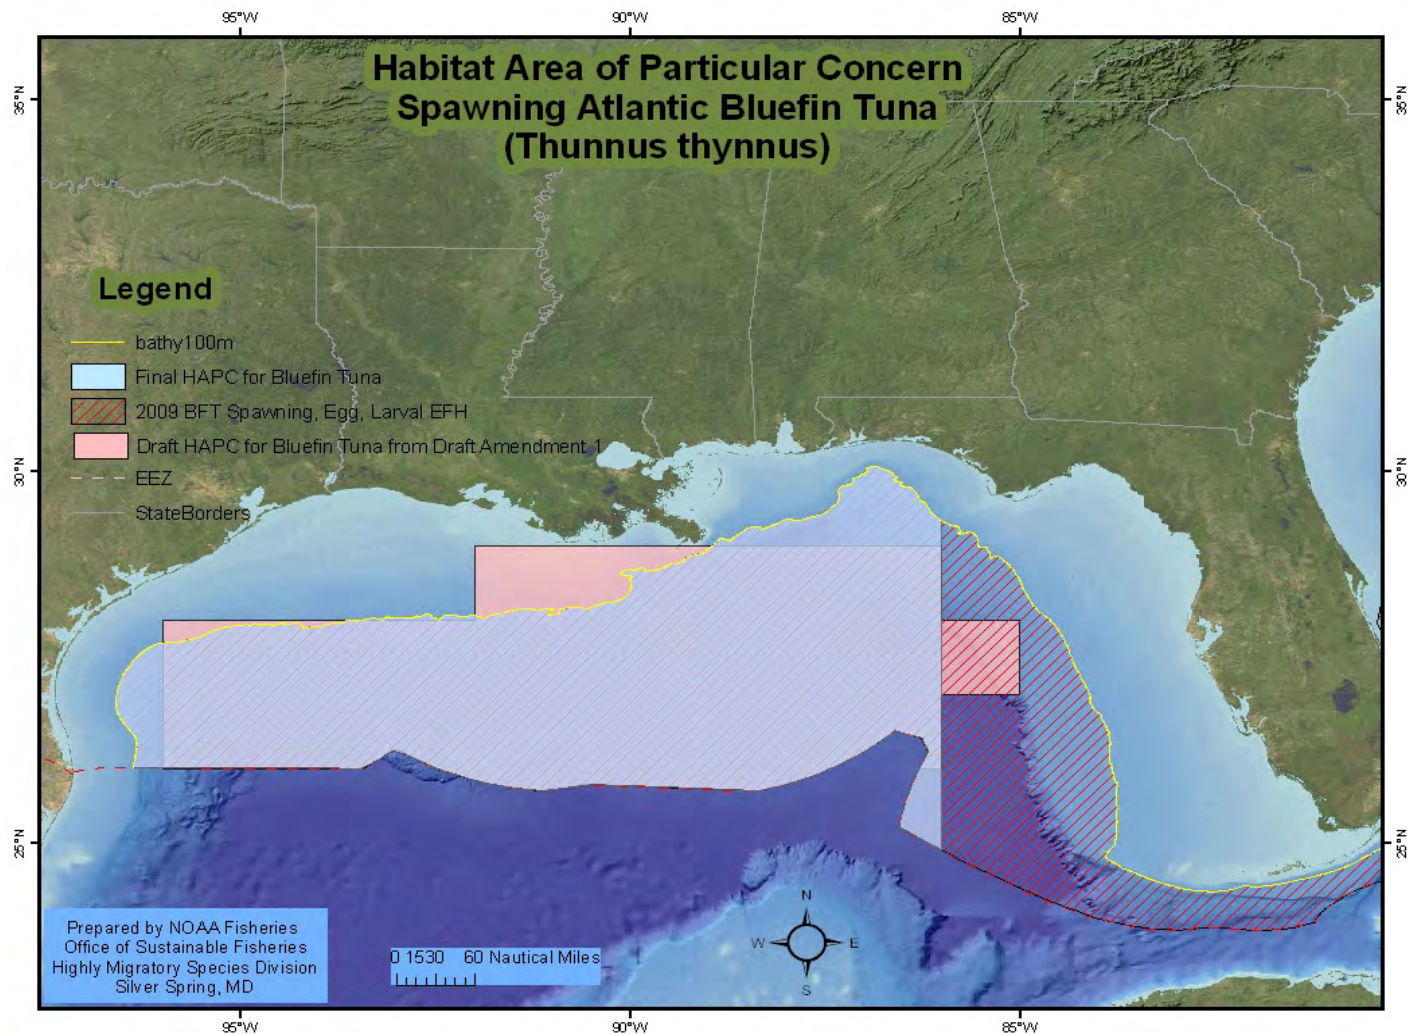 95°W 90°W 85°W
Habitat Area of Particular Concern
Spawning Atlantic Bluefin Tuna
(Thunnus thynnus)
35°N 35°N
Legend
bathy100m
Final HAPC for Bluefin Tuna
2009 BFT Spawning, Egg, Larval EFH
Draft HAPC for Bluefin Tuna from Draft Amendment 1
EEZ
StateBorders
30°N 30°N
25°N 25°N
Prepared by NOAA Fisheries
Office of Sustainable Fisheries
Highly Migratory Species Division
Silver Spring, MD
0 1530 60 Nautical Miles
N
W E
S
95°W 90°W 85°W